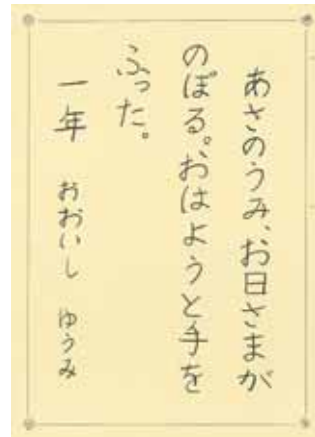 あさのうみ、お日さまが
のぼる。おはようと手を
ふった。
一年 おおいし ゆうみ